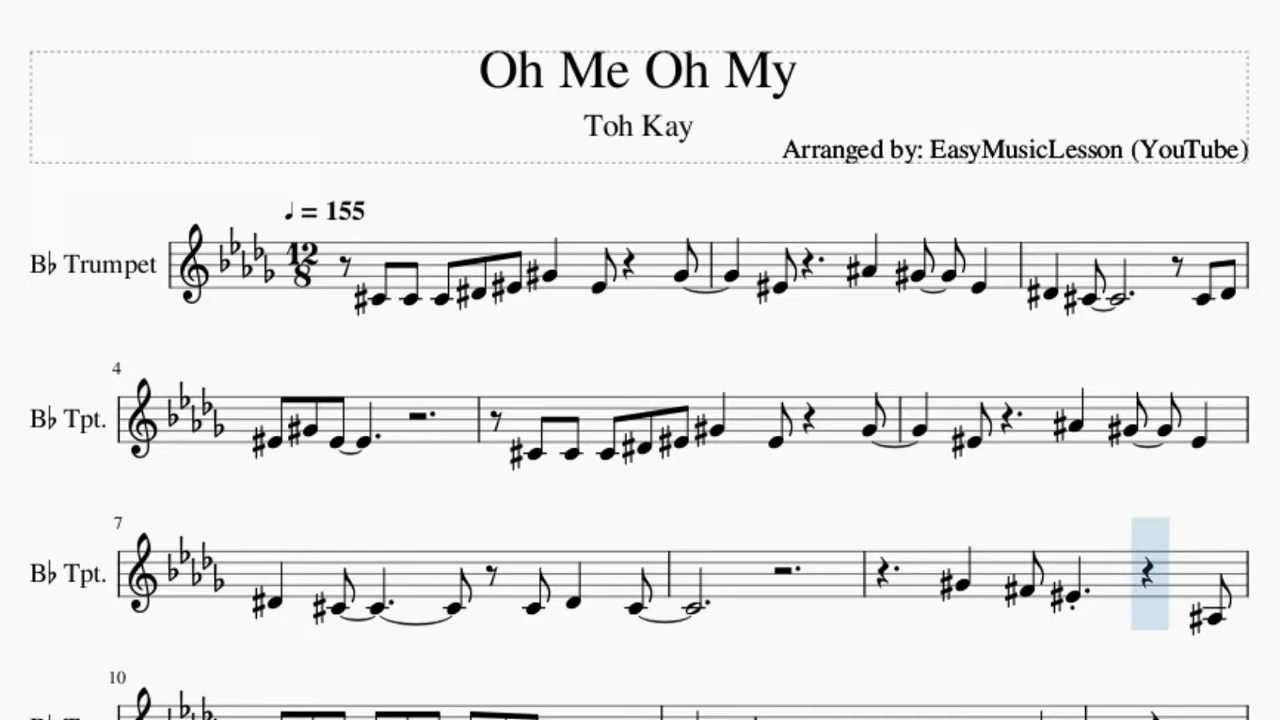 Oh Me Oh My
Toh Kay
Arranged by: EasyMusicLesson (YouTube)
♩ = 155
B♭ Trumpet
12
8
4
B♭ Tpt.
7
B♭ Tpt.
10